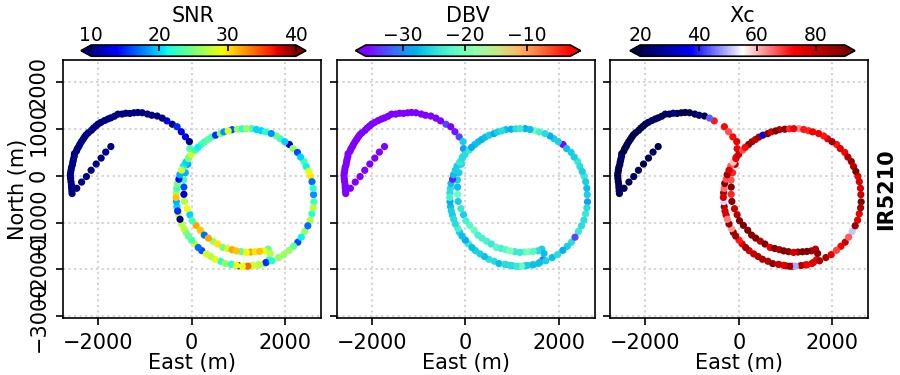 SNR DBV Xc
10 20 30 40 −30 −20 −10 20 40 60 80
2000
1000
0
−1000
−2000
−3000
North (m)
−2000 0 2000 −2000 0 2000 −2000 0 2000
East (m) East (m) East (m)
IR5210